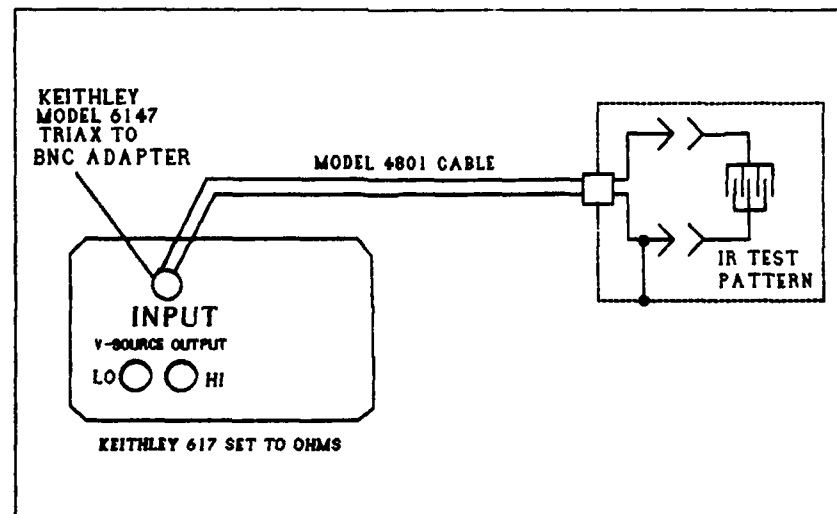 KEITHLEY
MODEL 6147
TRIAX TO
BNC ADAPTER
MODEL 4801 CABLE
IR TEST
PATTERN
INPUT
V-SOURCE OUTPUT
LO HI
KEITHLEY 617 SET TO OHMS